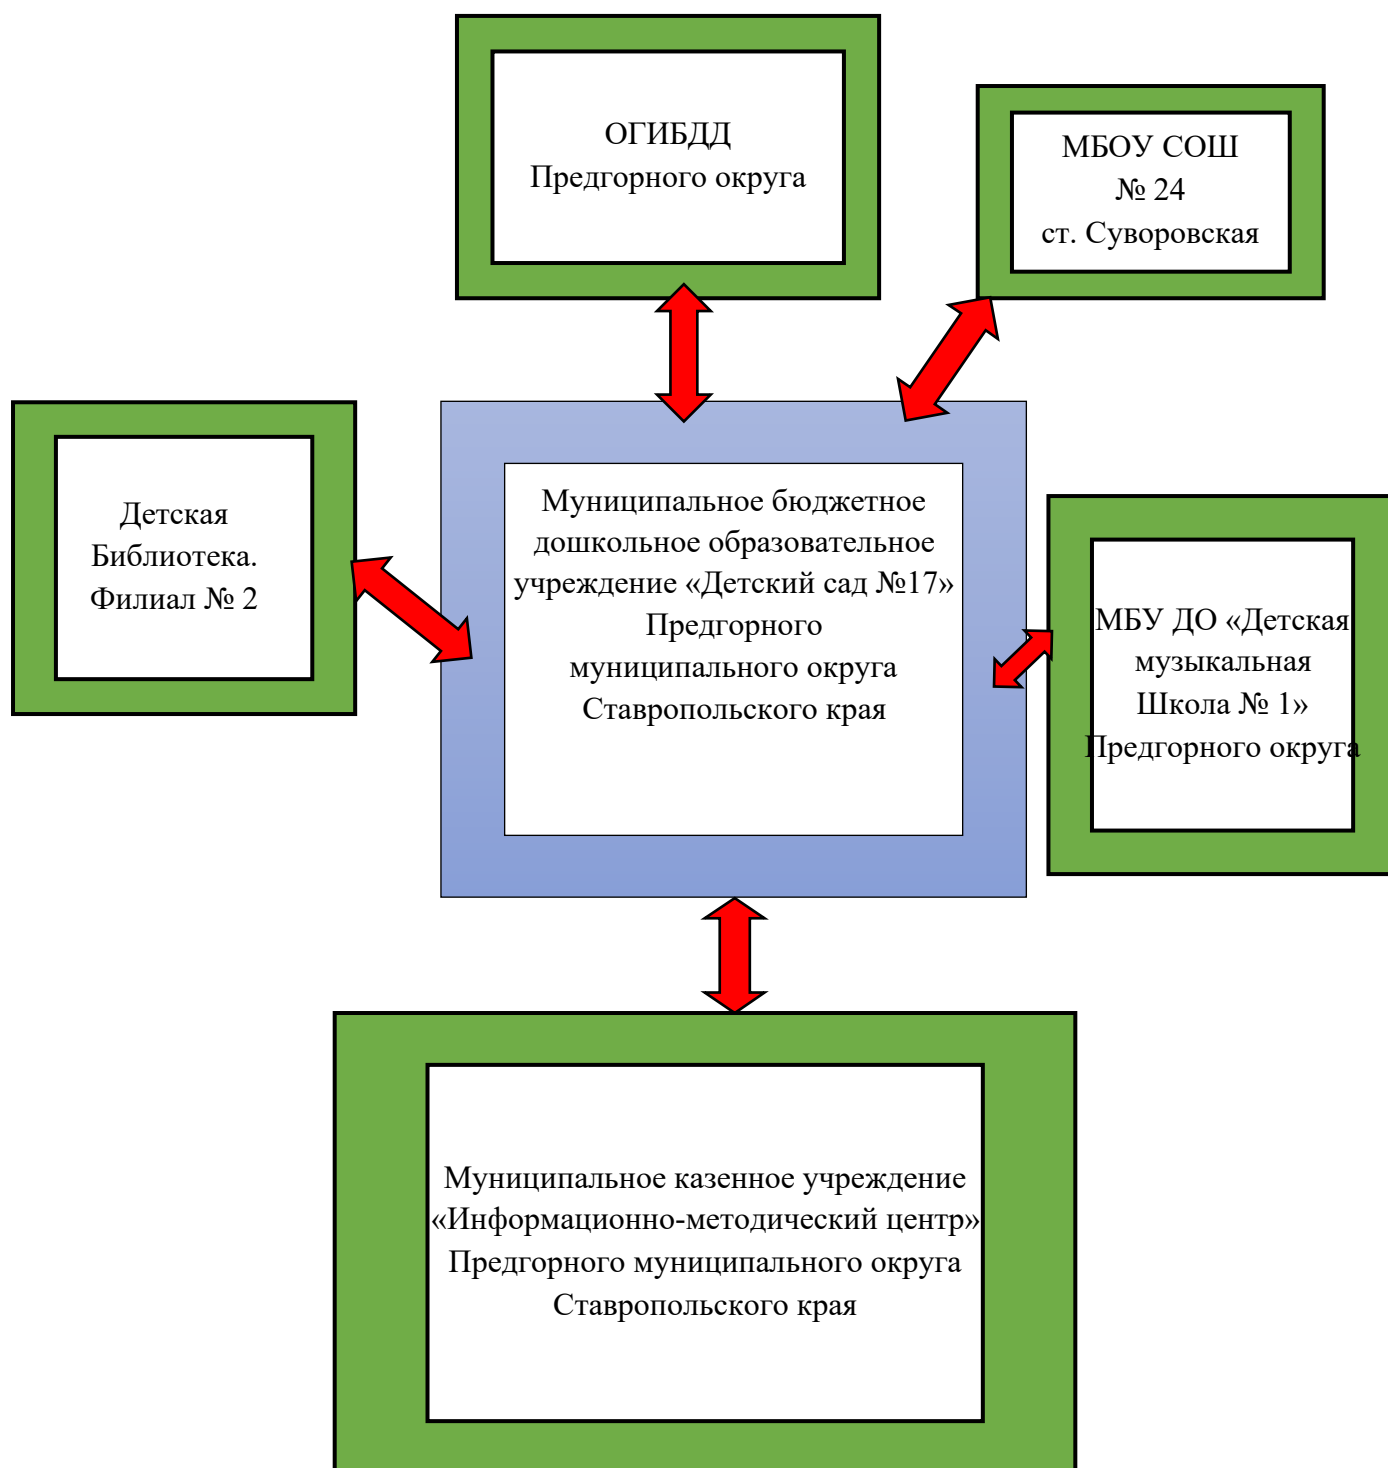 ОГИБДД
Предгорного округа
МБОУ СОШ
№ 24
ст. Суворовская
Детская
Библиотека.
Филиал № 2
Муниципальное бюджетное
дошкольное образовательное
учреждение «Детский сад №17»
Предгорного
муниципального округа
Ставропольского края
МБУ ДО «Детская
музыкальная
Школа № 1»
Предгорного округа
Муниципальное казенное учреждение
«Информационно-методический центр»
Предгорного муниципального округа
Ставропольского края